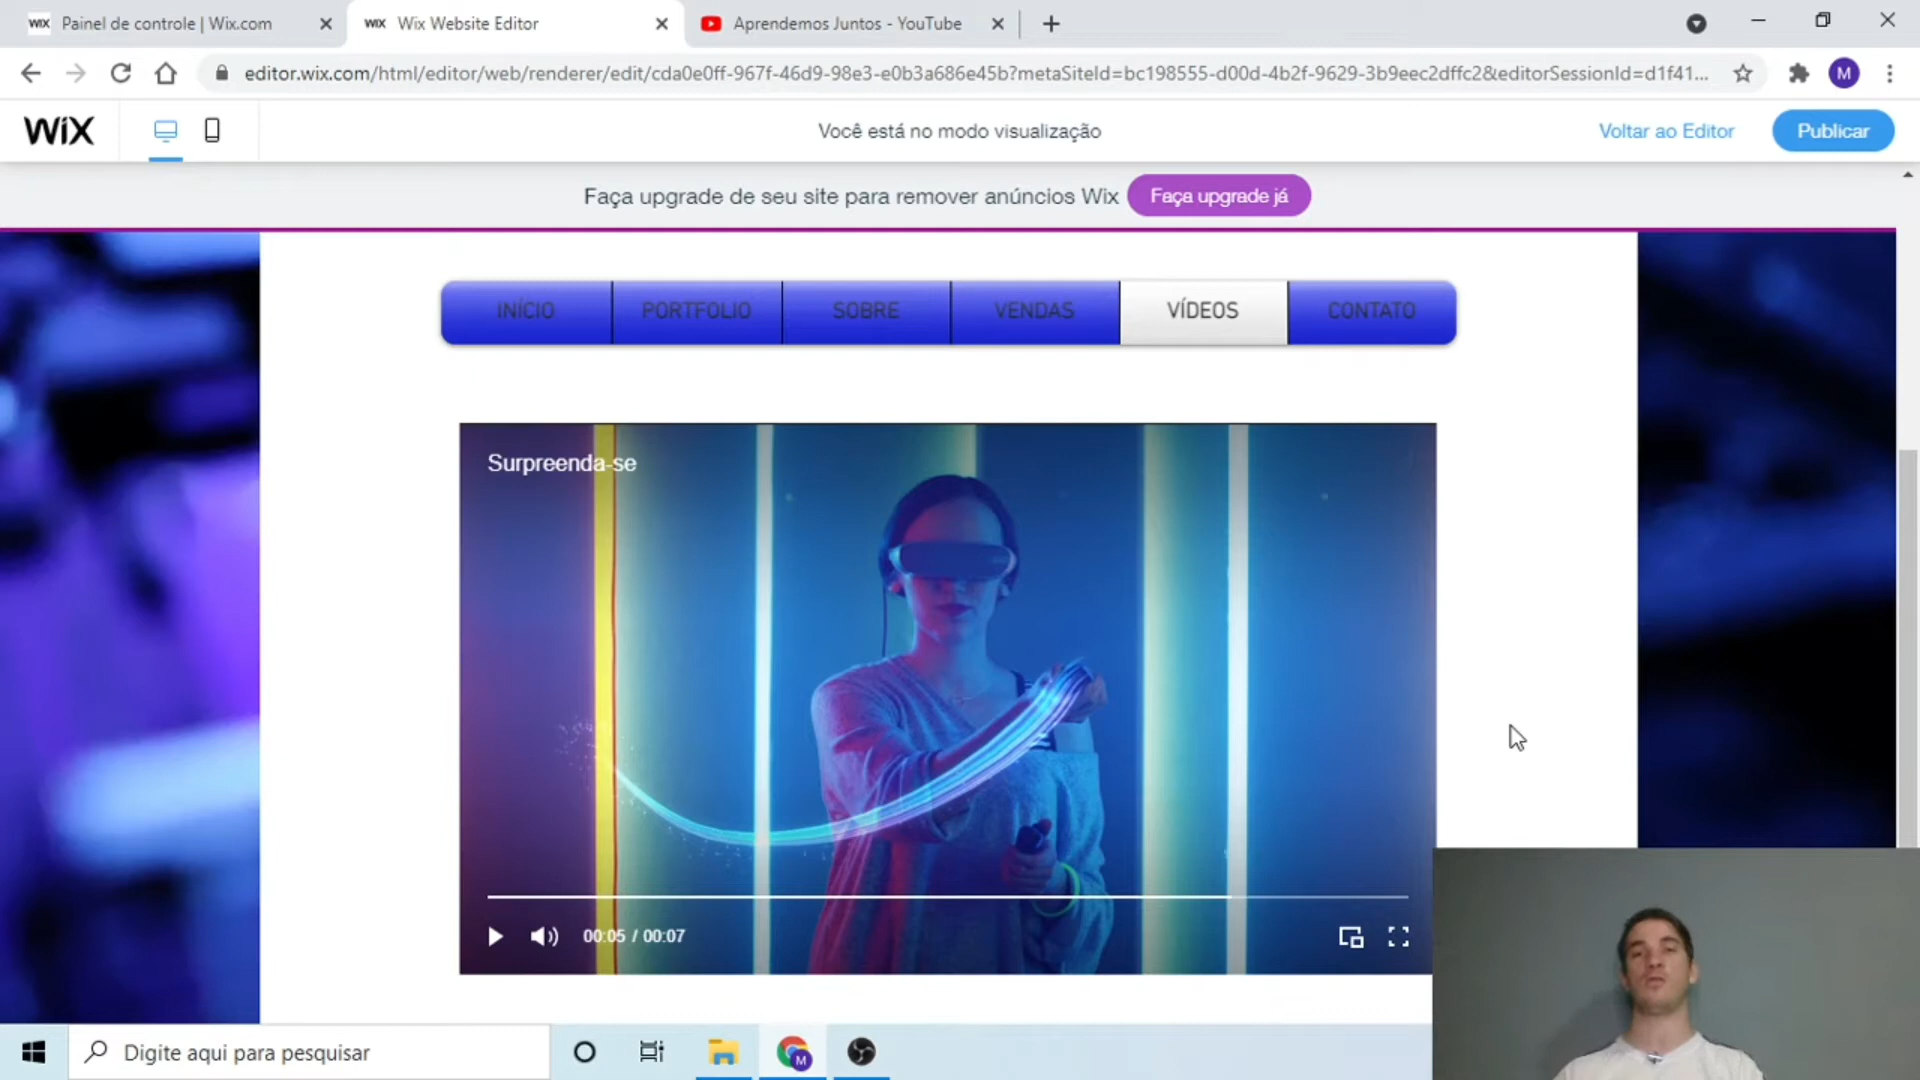 WIX Painel de controle | Wix.com
WIX Wix Website Editor
Aprendemos Juntos - YouTube
editor.wix.com/html/editor/web/renderer/edit/cda0e0ff-967f-46d9-98e3-e0b3a686e45b?metaSiteId=bc198555-d00d-4b2f-9629-3b9eec2dffc2&editorSessionId=d1f41...
M
WiX
Você está no modo visualização
Voltar ao Editor
Publicar
Faça upgrade de seu site para remover anúncios Wix
Faça upgrade já
INÍCIO
PORTFOLIO
SOBRE
VENDAS
VÍDEOS
CONTATO
Surpreenda-se
00:05 / 00:07
Digite aqui para pesquisar
M